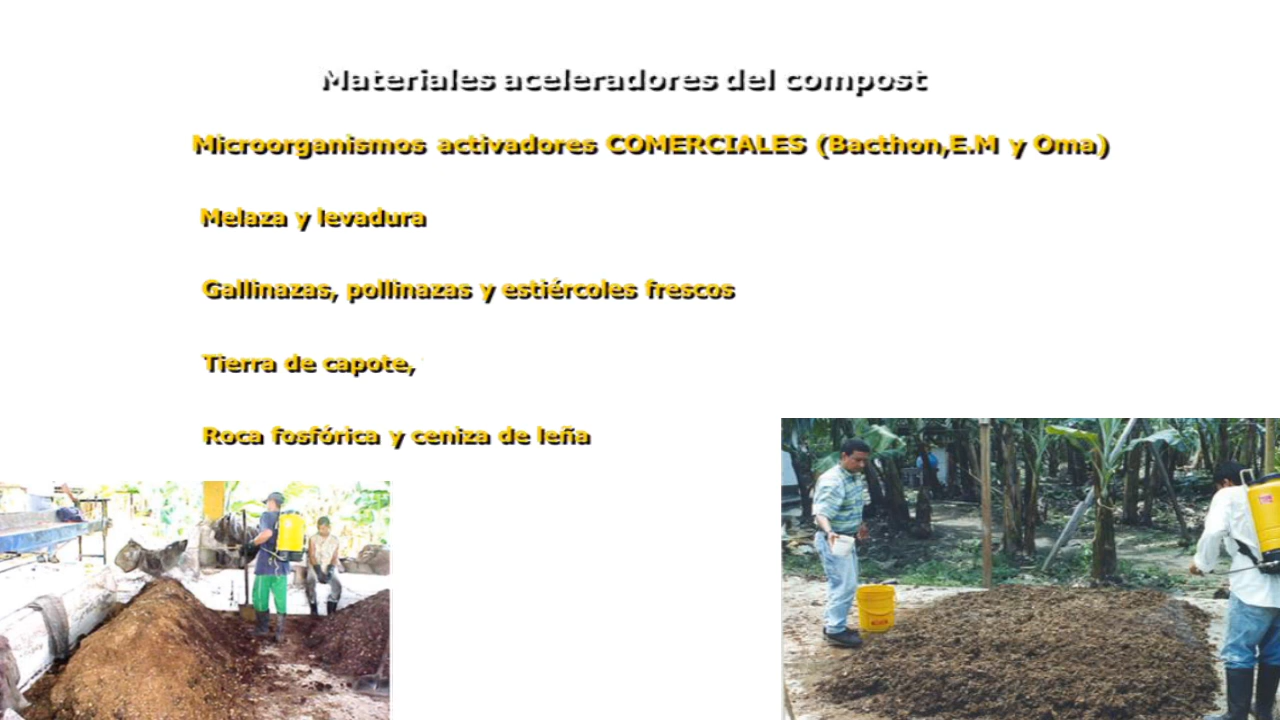 Materiales aceleradores del compost
Microorganismos activadores COMERCIALES (Bacthon,E.M y Oma)
Melaza y levadura
Gallinazas, pollinazas y estiércoles frescos
Tierra de capote,
Roca fosfórica y ceniza de leña